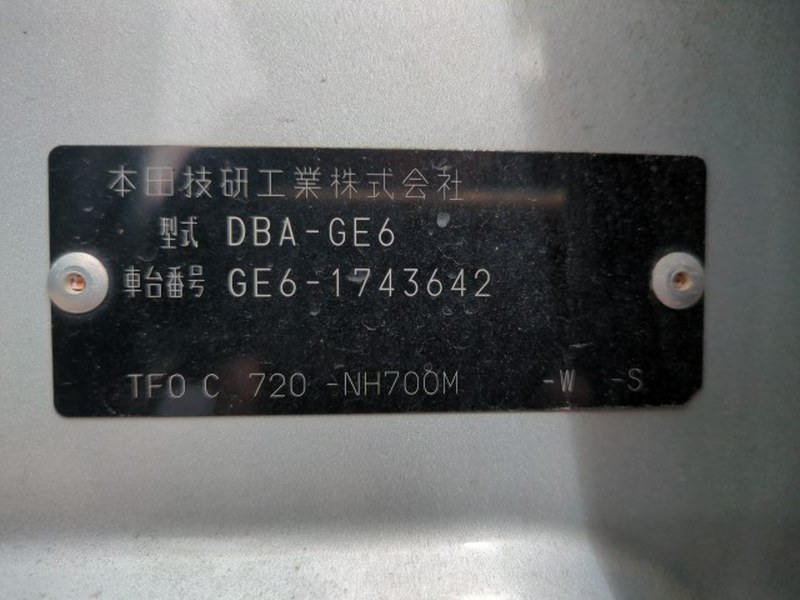 本田技研工業株式会社
型式 DBA-GE6
車台番号 GE6-1743642
TF0 C 720 -NH700M -W -S